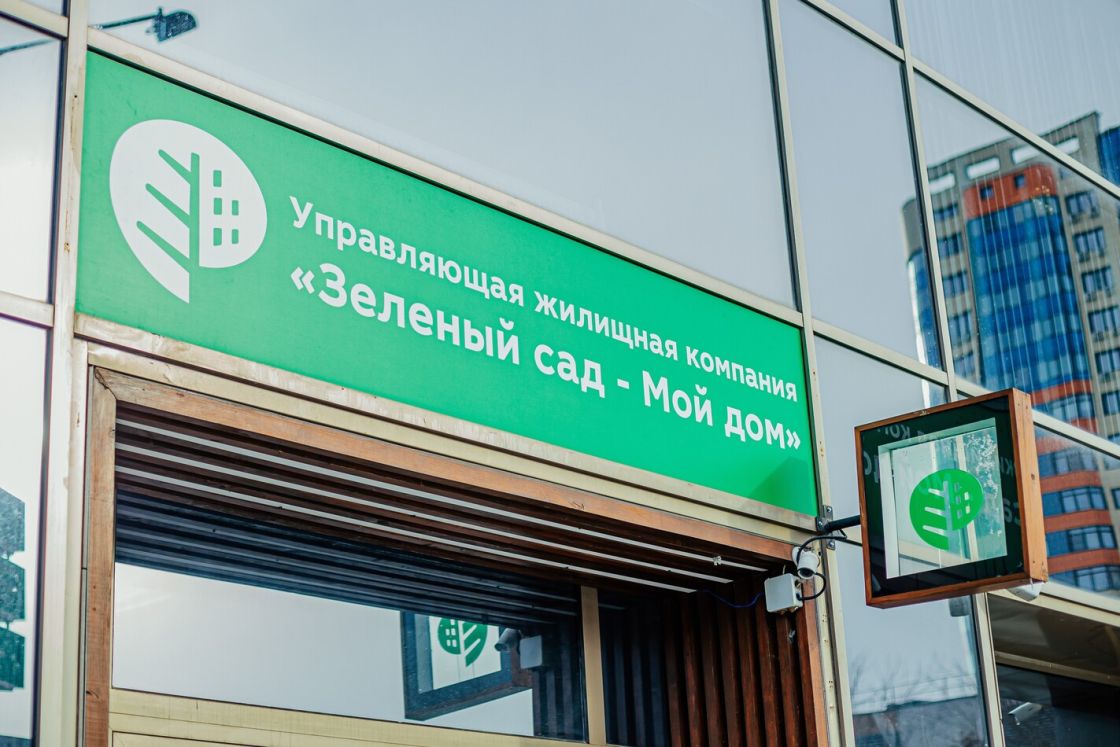 Управляющая жилищная компания
«Зеленый сад - Мой дом»